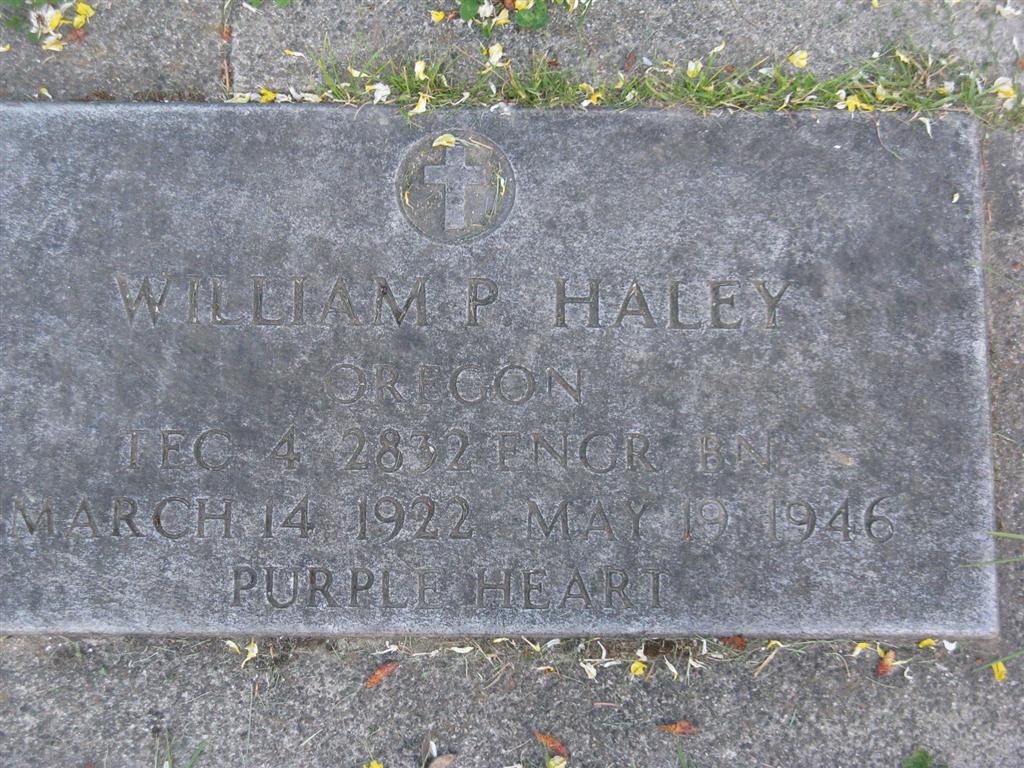 WILLIAM P. HALEY
OREGON
TEC 4 2832 ENGR BN
MARCH 14 1922 MAY 19 1946
PURPLE HEART